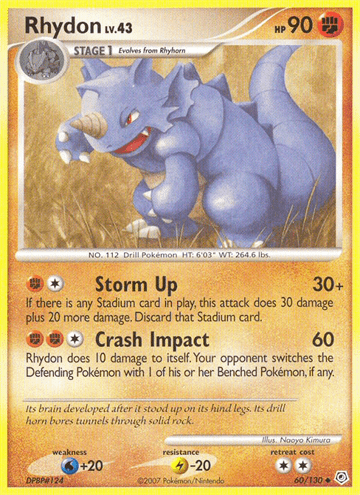 Rhydon LV.43 HP 90
STAGE 1 Evolves from Rhyhorn
NO. 112 Drill Pokémon HT: 6'03" WT: 264.6 lbs.
Storm Up 30+
If there is any Stadium card in play, this attack does 30 damage
plus 20 more damage. Discard that Stadium card.
Crash Impact 60
Rhydon does 10 damage to itself. Your opponent switches the
Defending Pokémon with 1 of his or her Benched Pokémon, if any.
Its brain developed after it stood up on its hind legs. Its drill
horn bores tunnels through solid rock.
Illus. Naoyo Kimura
weakness resistance retreat cost
+20 -20
DPBP#124 ©2007 Pokémon/Nintendo 60/130